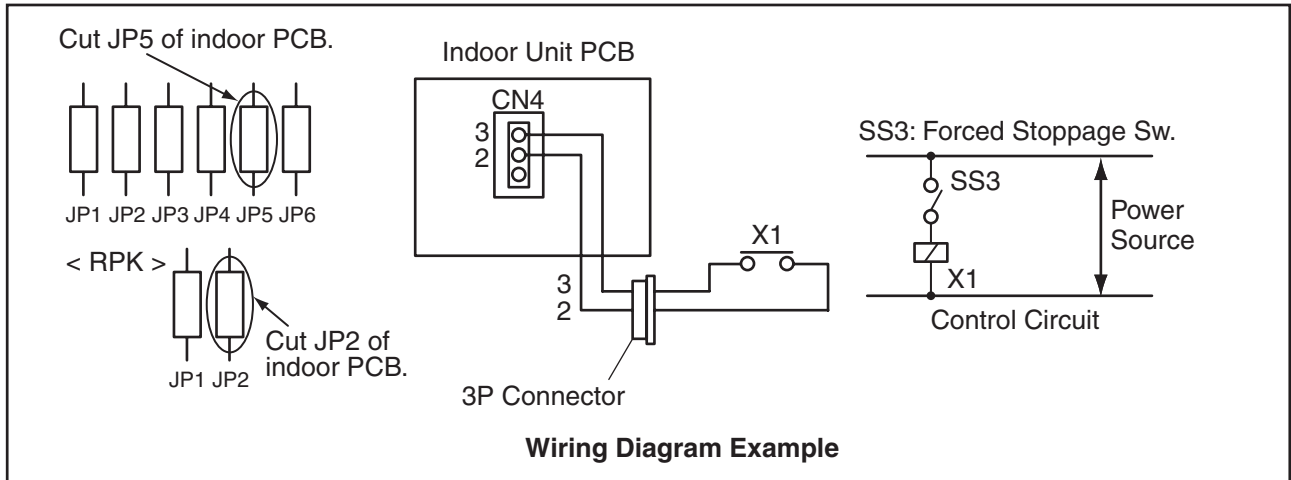 Cut JP5 of indoor PCB.
JP1 JP2 JP3 JP4 JP5 JP6
< RPK >
Cut JP2 of
indoor PCB.
JP1 JP2
Indoor Unit PCB
CN4
3
2
X1
3
2
3P Connector
SS3: Forced Stoppage Sw.
SS3
Power
Source
X1
Control Circuit
Wiring Diagram Example